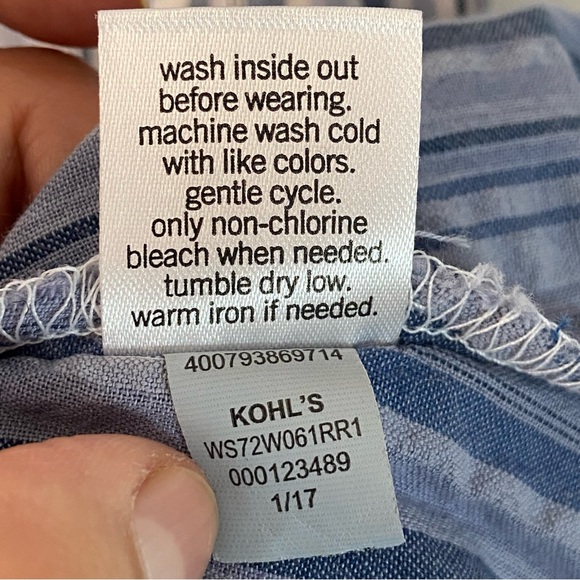 wash inside out
before wearing.
machine wash cold
with like colors.
gentle cycle.
only non-chlorine
bleach when needed.
tumble dry low.
warm iron if needed.
400793869714
KOHL'S
WS72W061RR1
000123489
1/17